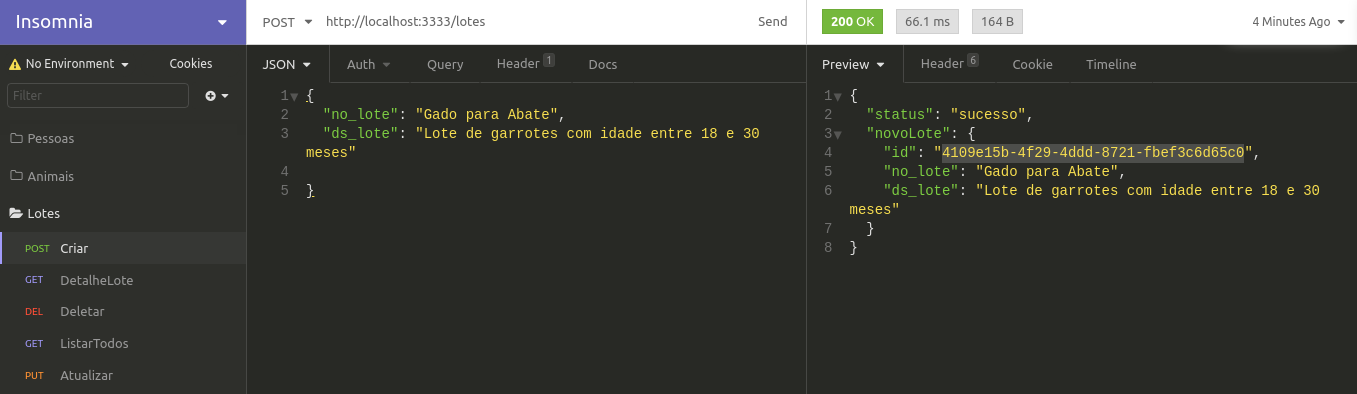 Insomnia
POST http://localhost:3333/lotes Send
200 OK 66.1 ms 164 B 4 Minutes Ago
No Environment Cookies
Filter
Pessoas
Animais
Lotes
POST Criar
GET DetalheLote
DEL Deletar
GET ListarTodos
PUT Atualizar
JSON Auth Query Header 1 Docs
1 {
2 "no_lote": "Gado para Abate",
3 "ds_lote": "Lote de garrotes com idade entre 18 e 30
meses"
4
5 }
Preview Header 6 Cookie Timeline
1 {
2 "status": "sucesso",
3 "novoLote": {
4 "id": "4109e15b-4f29-4ddd-8721-fbef3c6d65c0",
5 "no_lote": "Gado para Abate",
6 "ds_lote": "Lote de garrotes com idade entre 18 e 30
meses"
7 }
8 }